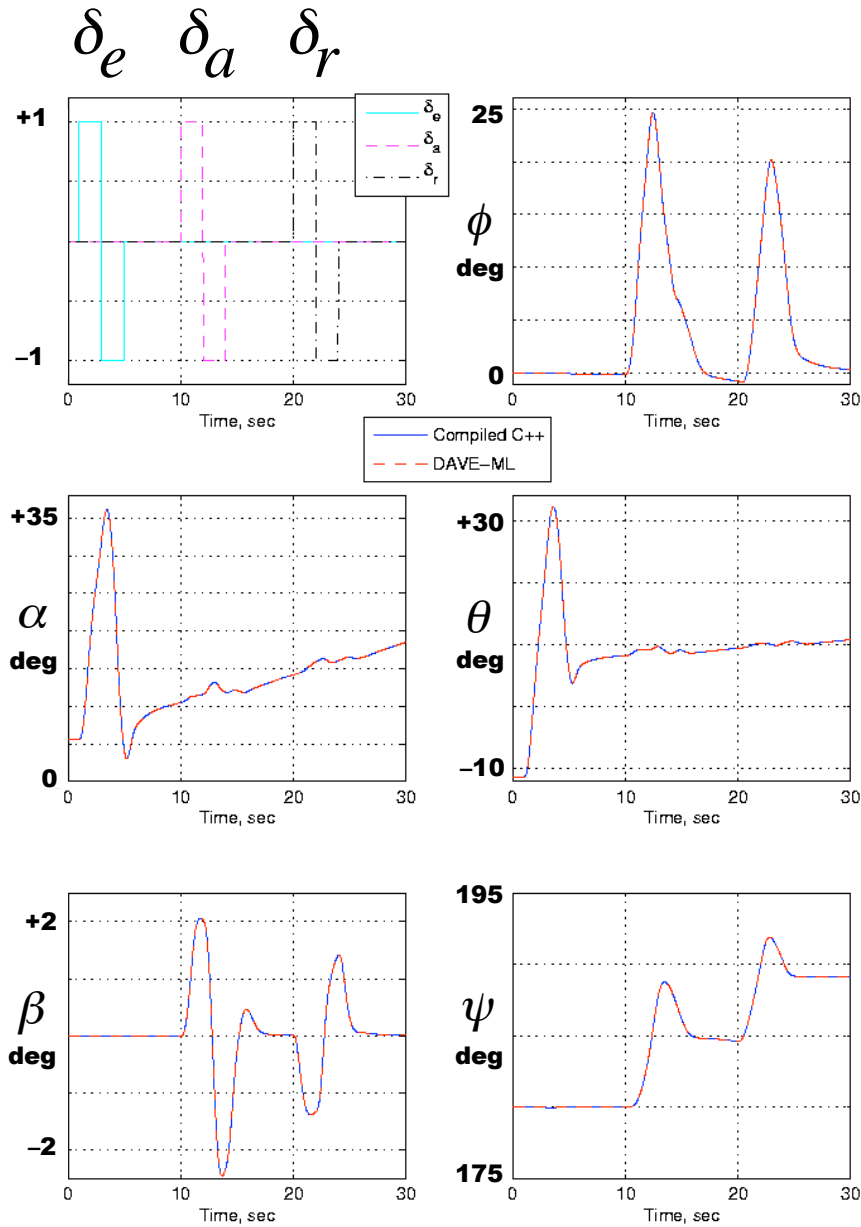 δe δa δr
+1
−1
δe
δa
δr
0 10 20 30
Time, sec
25
ϕ
deg
0
0 10 20 30
Time, sec
Compiled C++
DAVE−ML
+35
α
deg
0
0 10 20 30
Time, sec
+30
θ
deg
−10
0 10 20 30
Time, sec
+2
β
deg
−2
0 10 20 30
Time, sec
195
ψ
deg
175
0 10 20 30
Time, sec